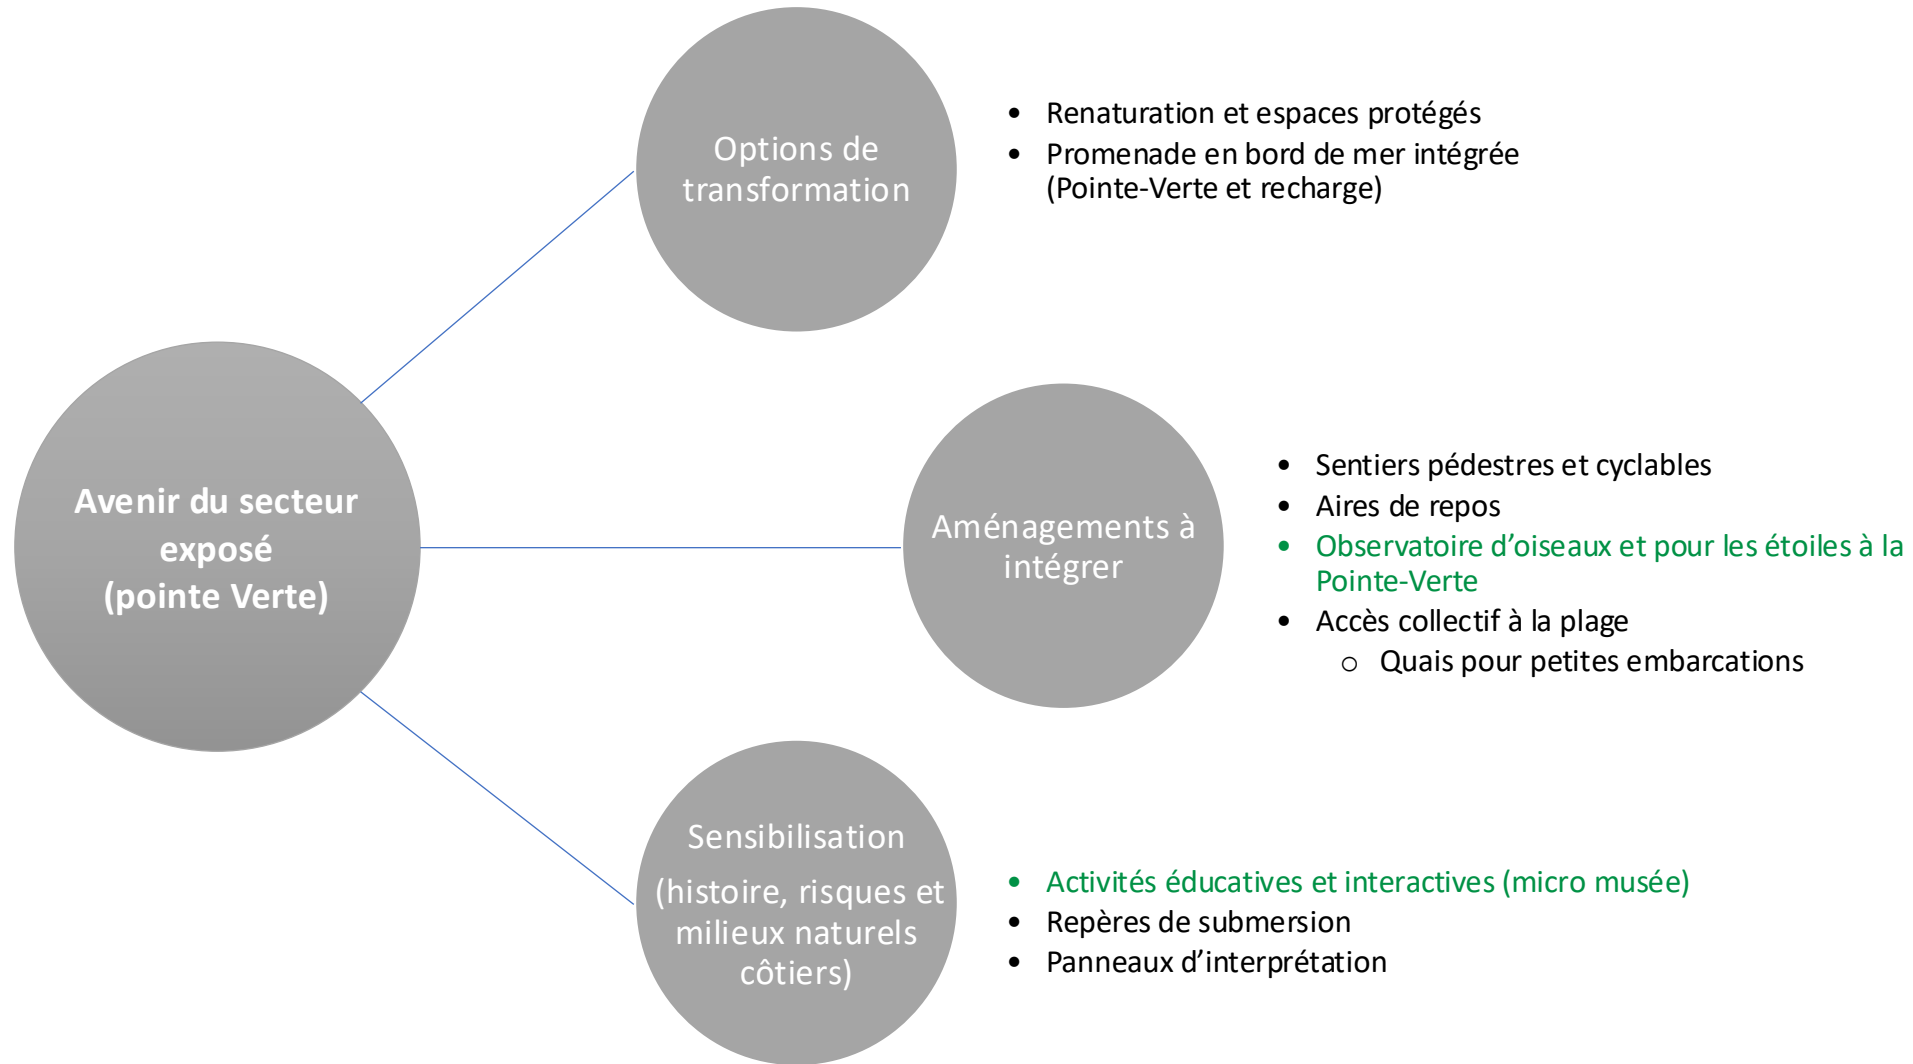 Options de
transformation
• Renaturation et espaces protégés
• Promenade en bord de mer intégrée
(Pointe-Verte et recharge)
Avenir du secteur
exposé
(pointe Verte)
Aménagements à
intégrer
• Sentiers pédestres et cyclables
• Aires de repos
• Observatoire d’oiseaux et pour les étoiles à la
Pointe-Verte
• Accès collectif à la plage
o Quais pour petites embarcations
Sensibilisation
(histoire, risques et
milieux naturels
côtiers)
• Activités éducatives et interactives (micro musée)
• Repères de submersion
• Panneaux d’interprétation